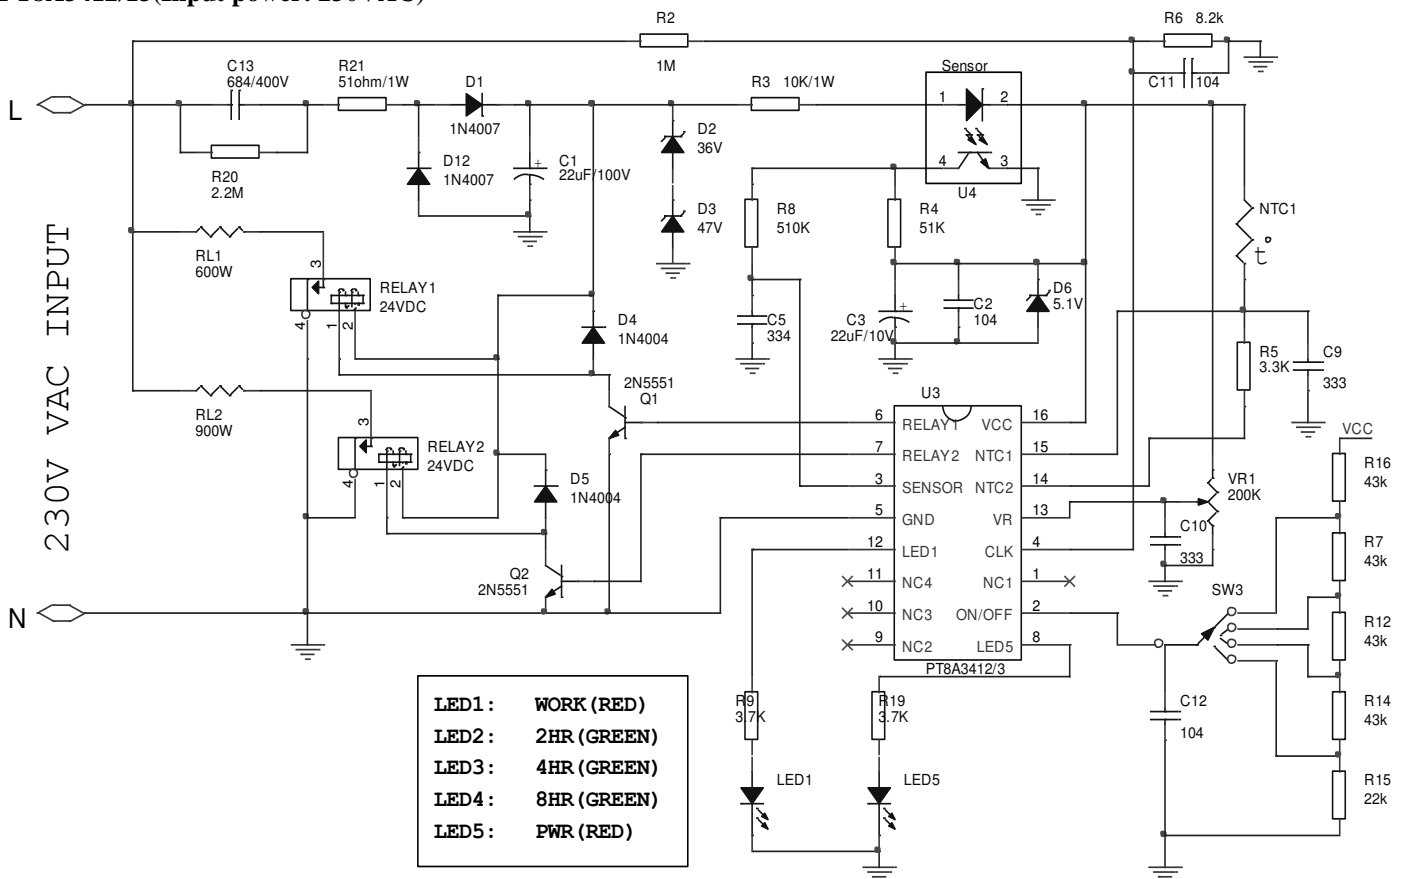 R2
1M
R6 8.2k
C11 104
L
C13
684/400V
R20
2.2M
R21
51ohm/1W
D1
1N4007
D12
1N4007
C1
22uF/100V
D2
36V
D3
47V
R3 10K/1W
Sensor
1
2
4
3
U4
R8
510K
R4
51K
NTC1
t°
230V VAC INPUT
RL1
600W
3
RELAY1
24VDC
4
1
2
D4
1N4004
C5
334
C3
22uF/10V
C2
104
D6
5.1V
R5
3.3K
C9
333
RL2
900W
3
RELAY2
24VDC
4
1
2
D5
1N4004
2N5551
Q1
Q2
2N5551
N
U3
6 RELAY1 VCC 16
7 RELAY2 NTC1 15
3 SENSOR NTC2 14
5 GND VR 13
12 LED1 CLK 4
11 NC4 NC1 1
10 NC3 ON/OFF 2
9 NC2 LED5 8
PT8A3412/3
VR1
200K
C10
333
VCC
R16
43k
R7
43k
SW3
R12
43k
R14
43k
R15
22k
C12
104
R9
3.7K
R19
3.7K
LED1
LED5
LED1: WORK(RED)
LED2: 2HR(GREEN)
LED3: 4HR(GREEN)
LED4: 8HR(GREEN)
LED5: PWR(RED)